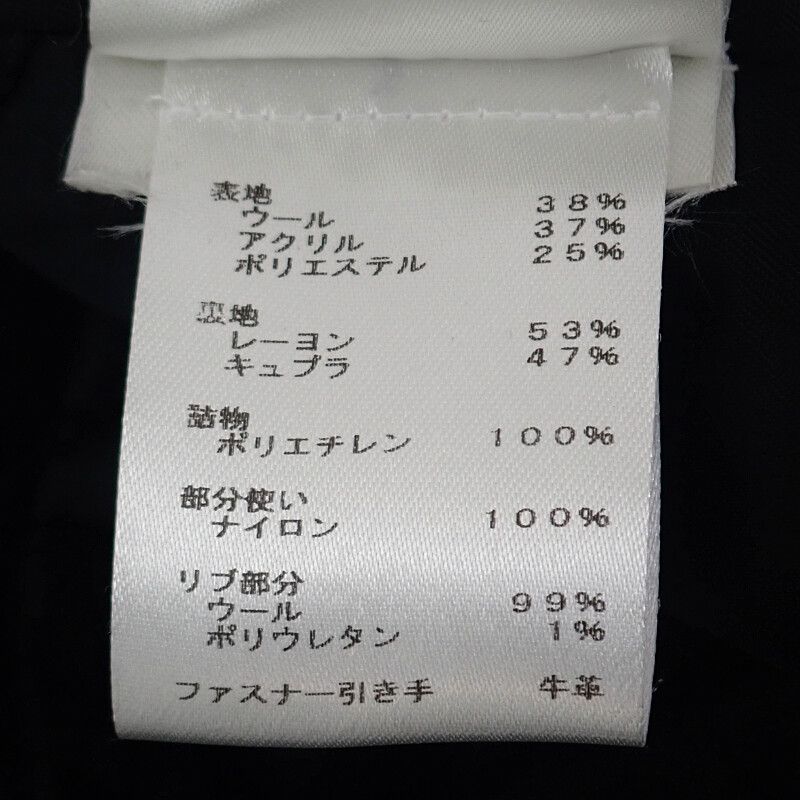 表地
ウール 38%
アクリル 37%
ポリエステル 25%
裏地
レーヨン 53%
キュプラ 47%
詰物
ポリエチレン 100%
部分使い
ナイロン 100%
リブ部分
ウール 99%
ポリウレタン 1%
ファスナー引き手 牛革